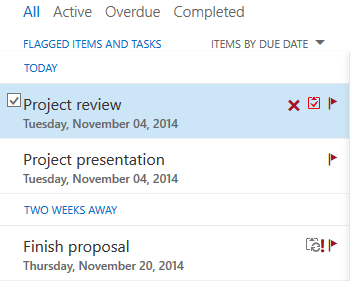 All Active Overdue Completed
FLAGGED ITEMS AND TASKS ITEMS BY DUE DATE
TODAY
Project review
Tuesday, November 04, 2014
Project presentation
Tuesday, November 04, 2014
TWO WEEKS AWAY
Finish proposal
Thursday, November 20, 2014